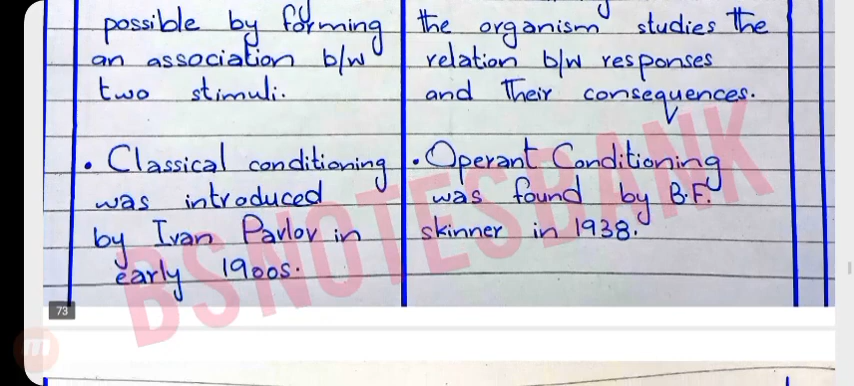 possible by forming
an association b/w
two stimuli.
• Classical conditioning
was introduced
by Ivan Pavlov in
early 1900s.
the organism studies the
relation b/w responses
and their consequences.
• Operant Conditioning
was found by B.F.
skinner in 1938.
BSNOTESBANK
73